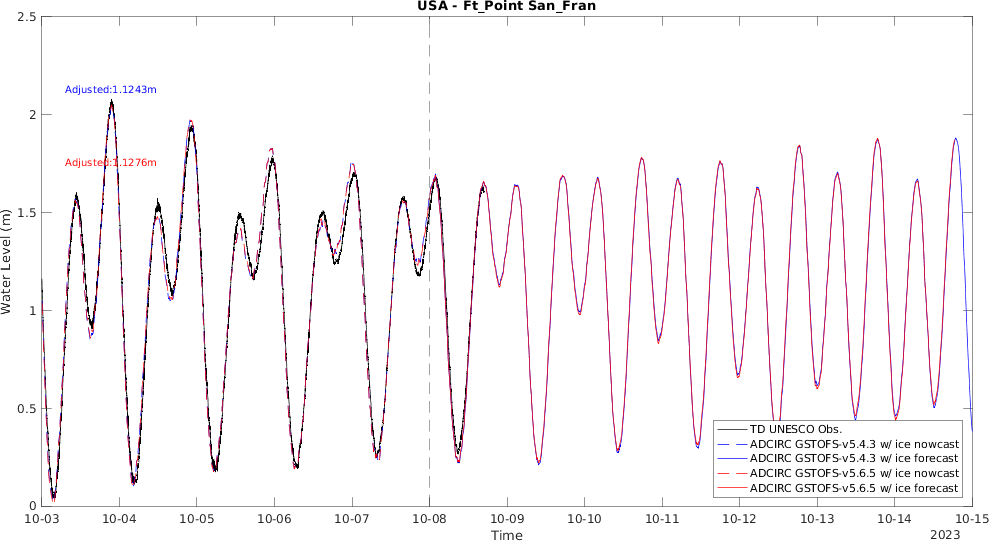 USA - Ft_Point San_Fran
2.5
2
1.5
1
0.5
0
Water Level (m)
Adjusted:1.1243m
Adjusted:1.1276m
TD UNESCO Obs.
ADCIRC GSTOFS-v5.4.3 w/ ice nowcast
ADCIRC GSTOFS-v5.4.3 w/ ice forecast
ADCIRC GSTOFS-v5.6.5 w/ ice nowcast
ADCIRC GSTOFS-v5.6.5 w/ ice forecast
10-03 10-04 10-05 10-06 10-07 10-08 10-09 10-10 10-11 10-12 10-13 10-14 10-15
Time
2023